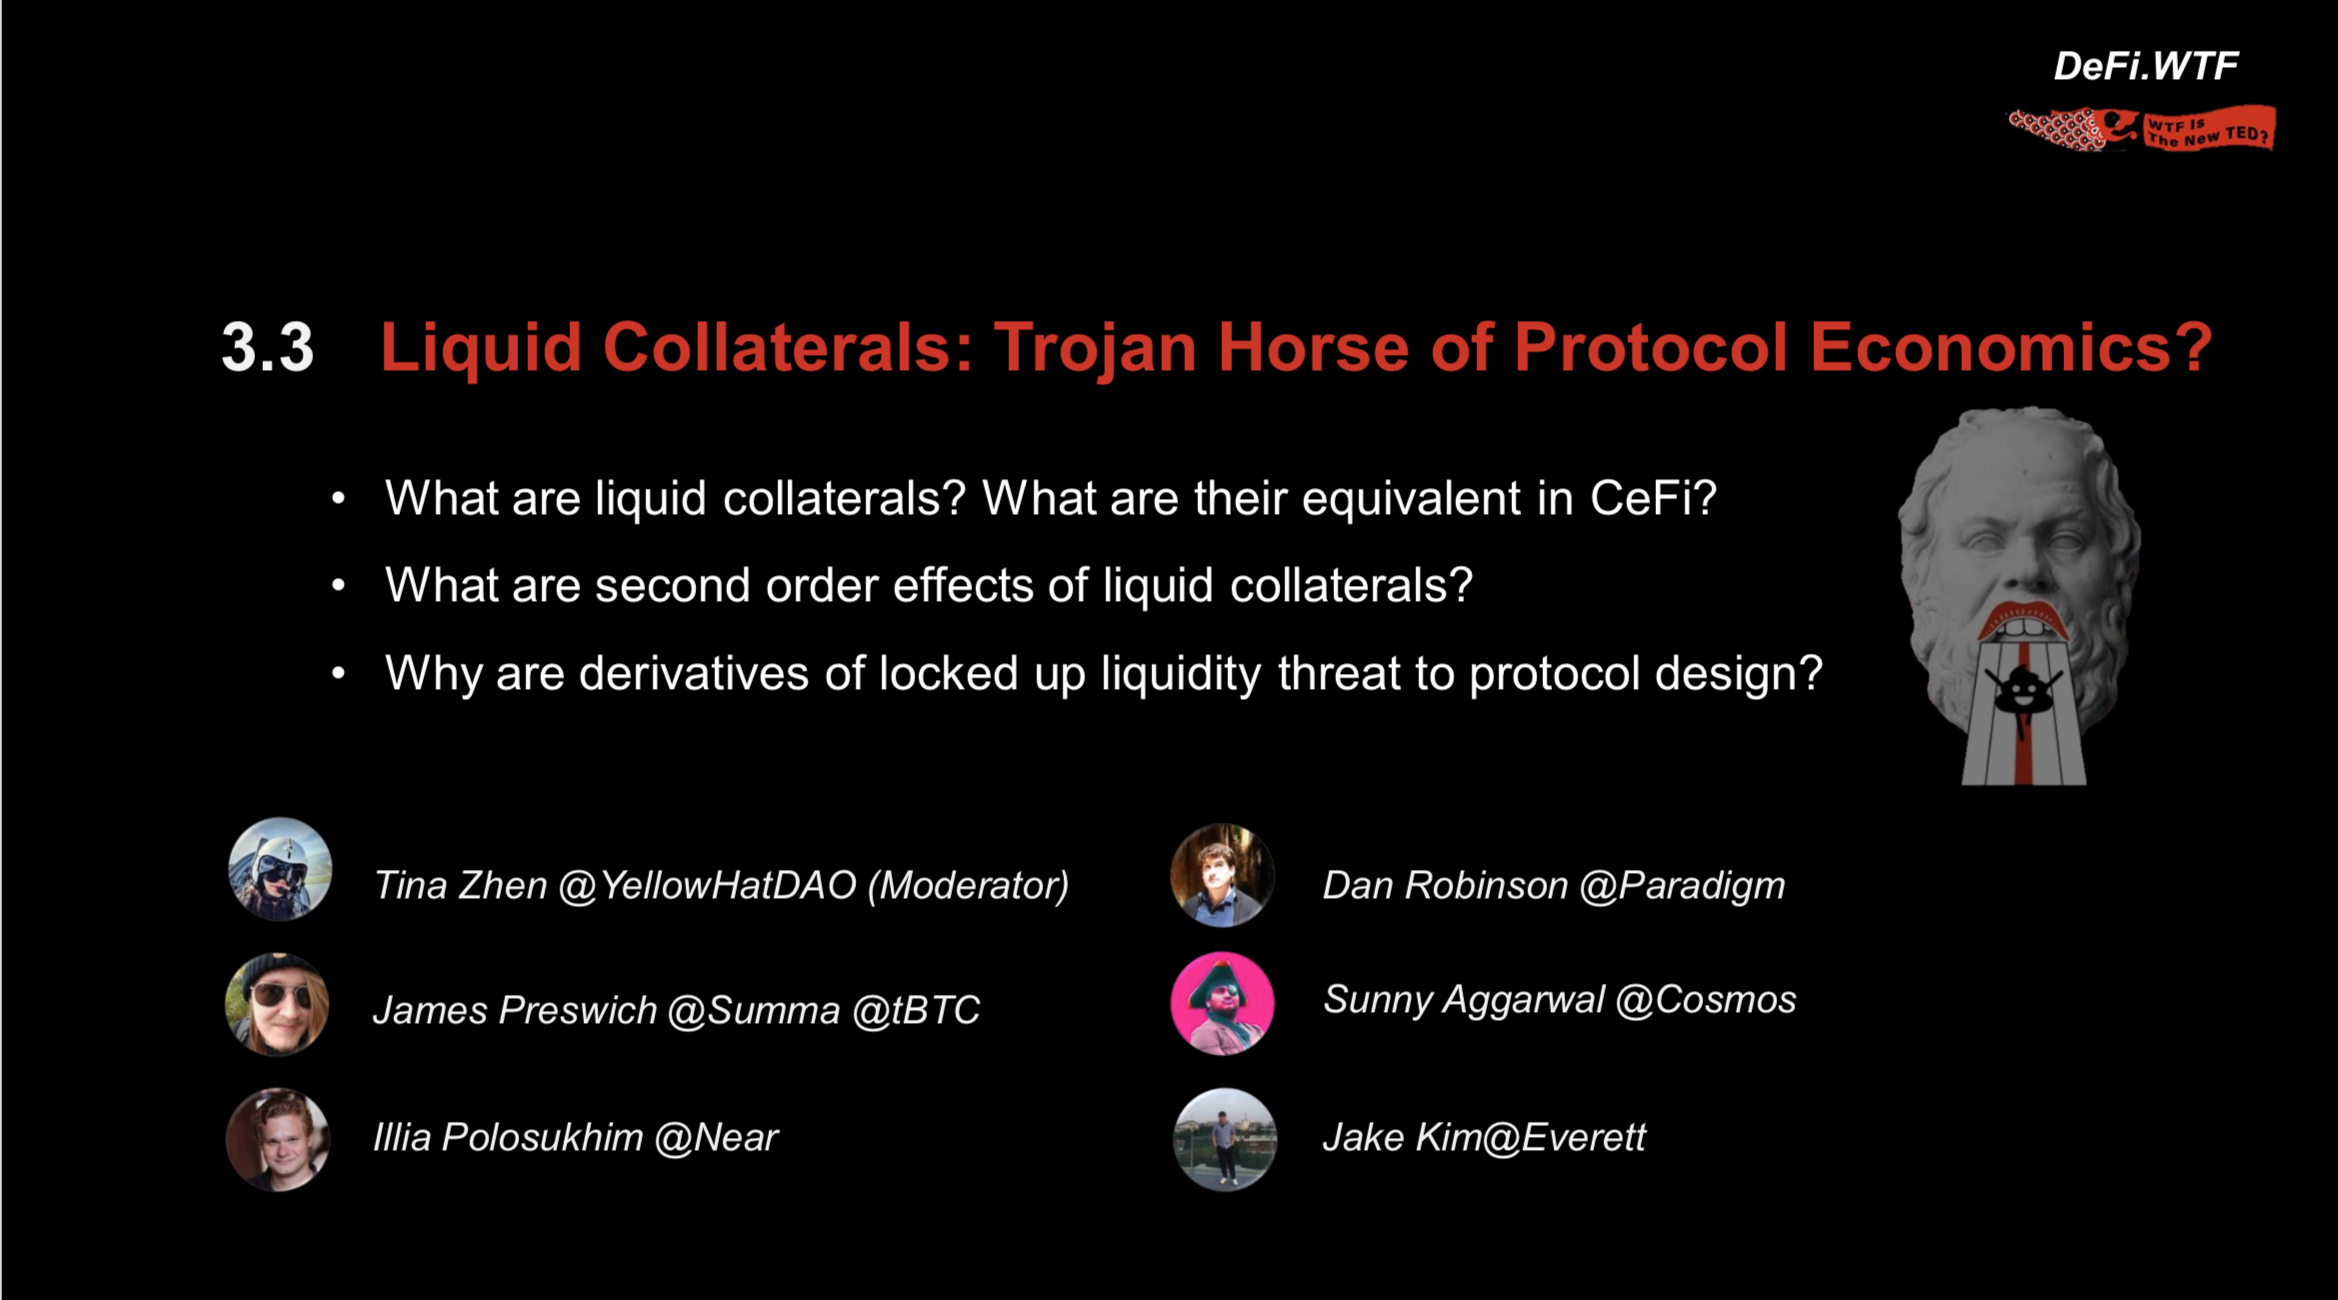 DeFi.WTF
WTF Is
The New TED?
3.3 Liquid Collaterals: Trojan Horse of Protocol Economics?
• What are liquid collaterals? What are their equivalent in CeFi?
• What are second order effects of liquid collaterals?
• Why are derivatives of locked up liquidity threat to protocol design?
Tina Zhen @YellowHatDAO (Moderator)
Dan Robinson @Paradigm
James Preswich @Summa @tBTC
Sunny Aggarwal @Cosmos
Illia Polosukhim @Near
Jake Kim@Everett